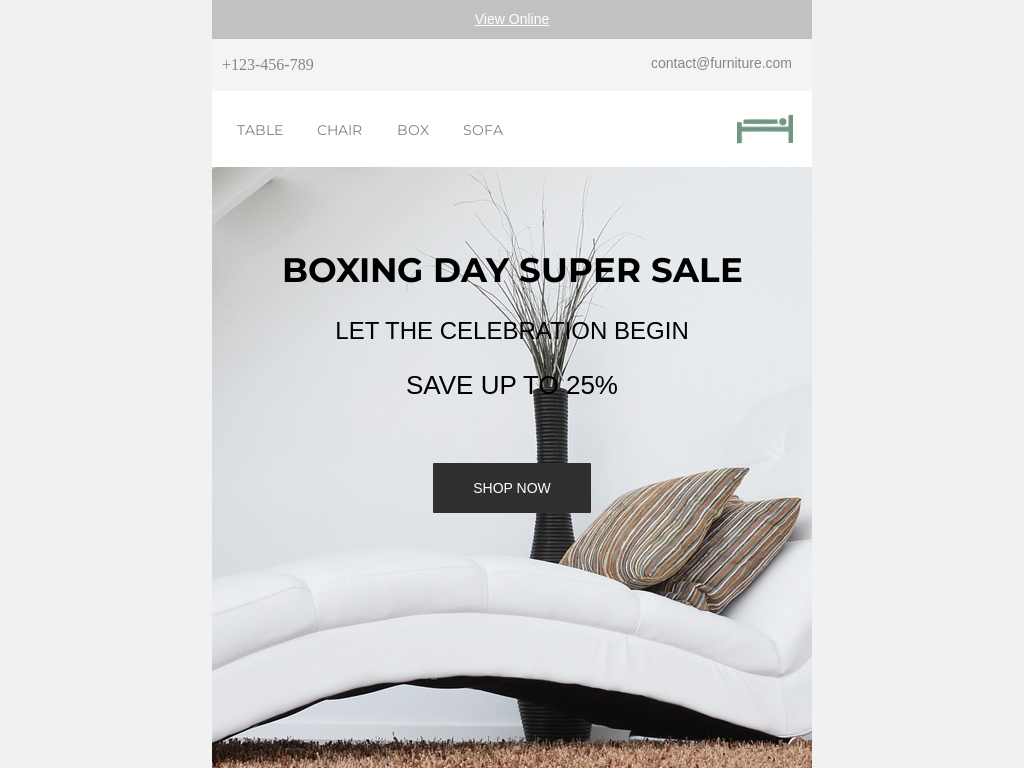 View Online
+123-456-789
contact@furniture.com
TABLE CHAIR BOX SOFA
BOXING DAY SUPER SALE
LET THE CELEBRATION BEGIN
SAVE UP TO 25%
SHOP NOW